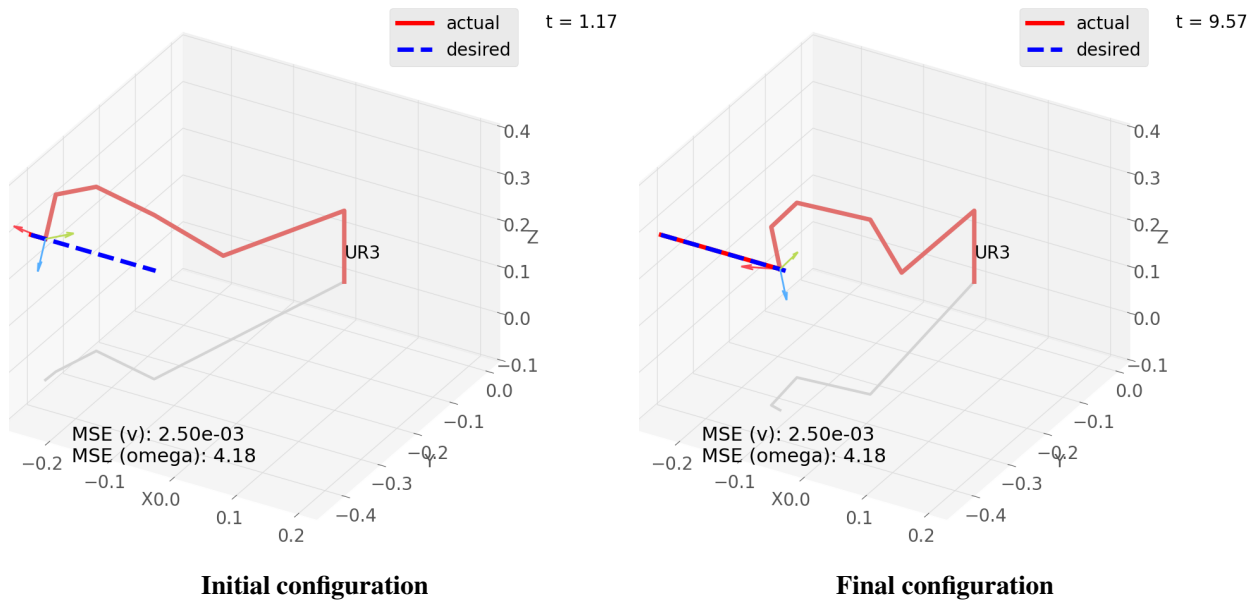 actual
desired
t = 1.17
0.4
0.3
0.2
Z
0.1
0.0
−0.1
0.0
−0.1
−0.2
Y
−0.3
−0.4
UR3
MSE (v): 2.50e-03
MSE (omega): 4.18
−0.2
−0.1
X
0.0
0.1
0.2
Initial configuration
actual
desired
t = 9.57
0.4
0.3
0.2
Z
0.1
0.0
−0.1
0.0
−0.1
−0.2
Y
−0.3
−0.4
UR3
MSE (v): 2.50e-03
MSE (omega): 4.18
−0.2
−0.1
X
0.0
0.1
0.2
Final configuration